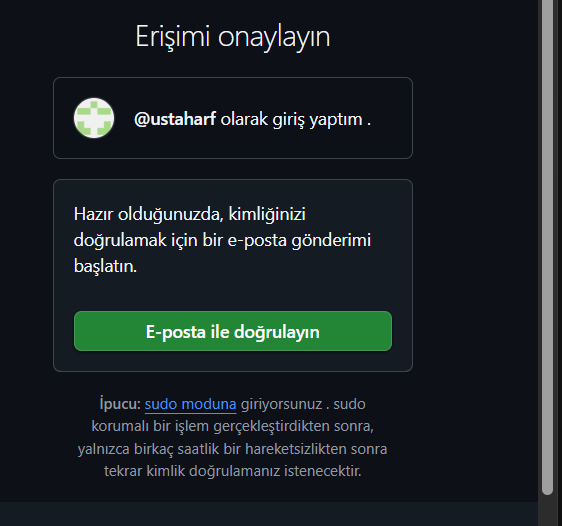 Erişimi onaylayın
@ustaharf olarak giriş yaptım .
Hazır olduğunuzda, kimliğinizi
doğrulamak için bir e-posta gönderimi
başlatın.
E-posta ile doğrulayın
İpucu: sudo moduna giriyorsunuz . sudo
korumalı bir işlem gerçekleştirdikten sonra,
yalnızca birkaç saatlik bir hareketsizlikten sonra
tekrar kimlik doğrulamanız istenecektir.